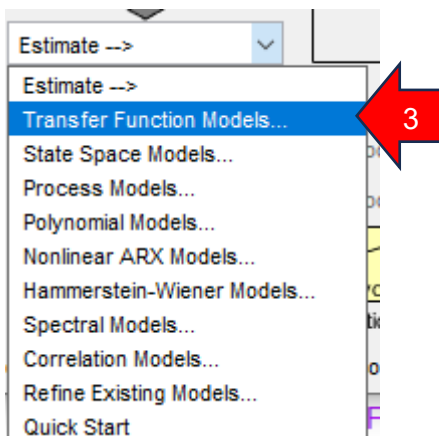 Estimate -->
Estimate -->
Transfer Function Models...
3
State Space Models...
Process Models...
Polynomial Models...
Nonlinear ARX Models...
Hammerstein-Wiener Models...
Spectral Models...
Correlation Models...
Refine Existing Models...
Quick Start